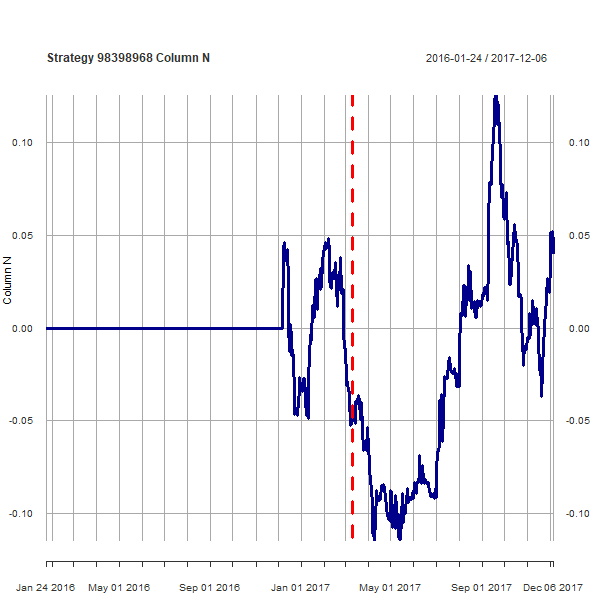 Strategy 98398968 Column N
2016-01-24 / 2017-12-06
0.10 0.10
0.05 0.05
Column N
0.00 0.00
-0.05 -0.05
-0.10 -0.10
Jan 24 2016 May 01 2016 Sep 01 2016 Jan 01 2017 May 01 2017 Sep 01 2017 Dec 06 2017